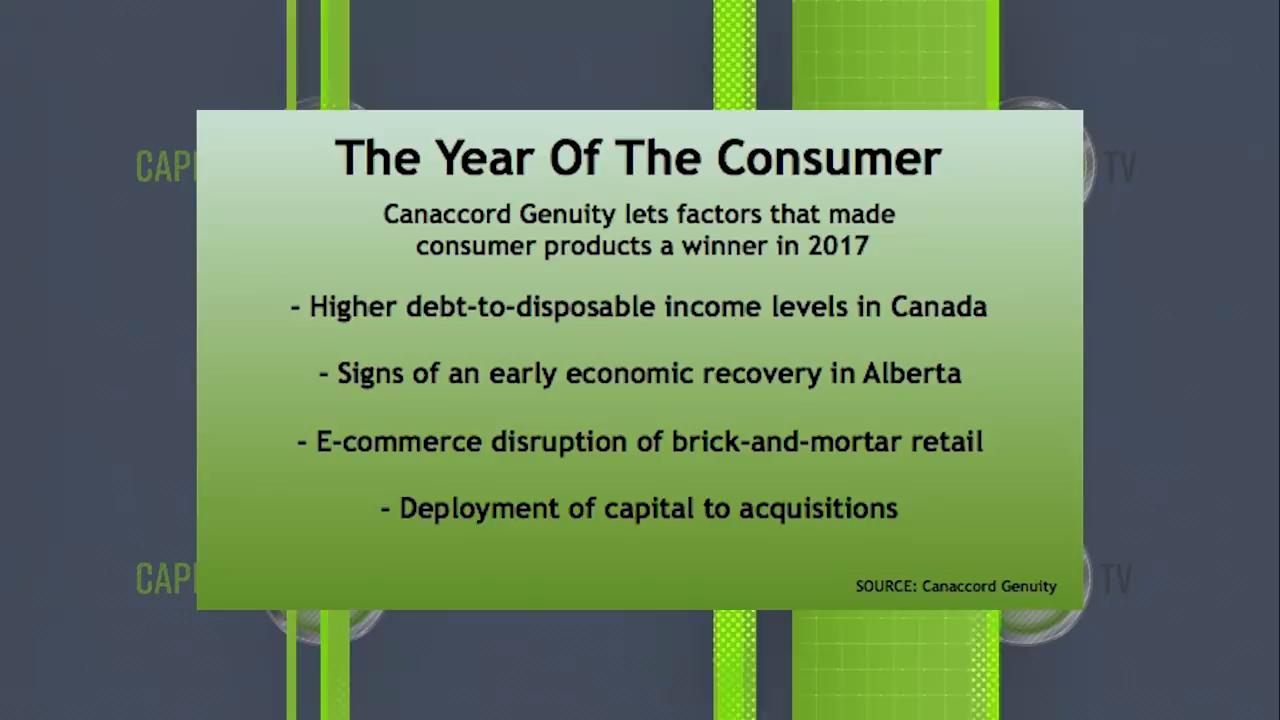 The Year Of The Consumer
Canaccord Genuity lets factors that made
consumer products a winner in 2017
- Higher debt-to-disposable income levels in Canada
- Signs of an early economic recovery in Alberta
- E-commerce disruption of brick-and-mortar retail
- Deployment of capital to acquisitions
SOURCE: Canaccord Genuity
TV
TV